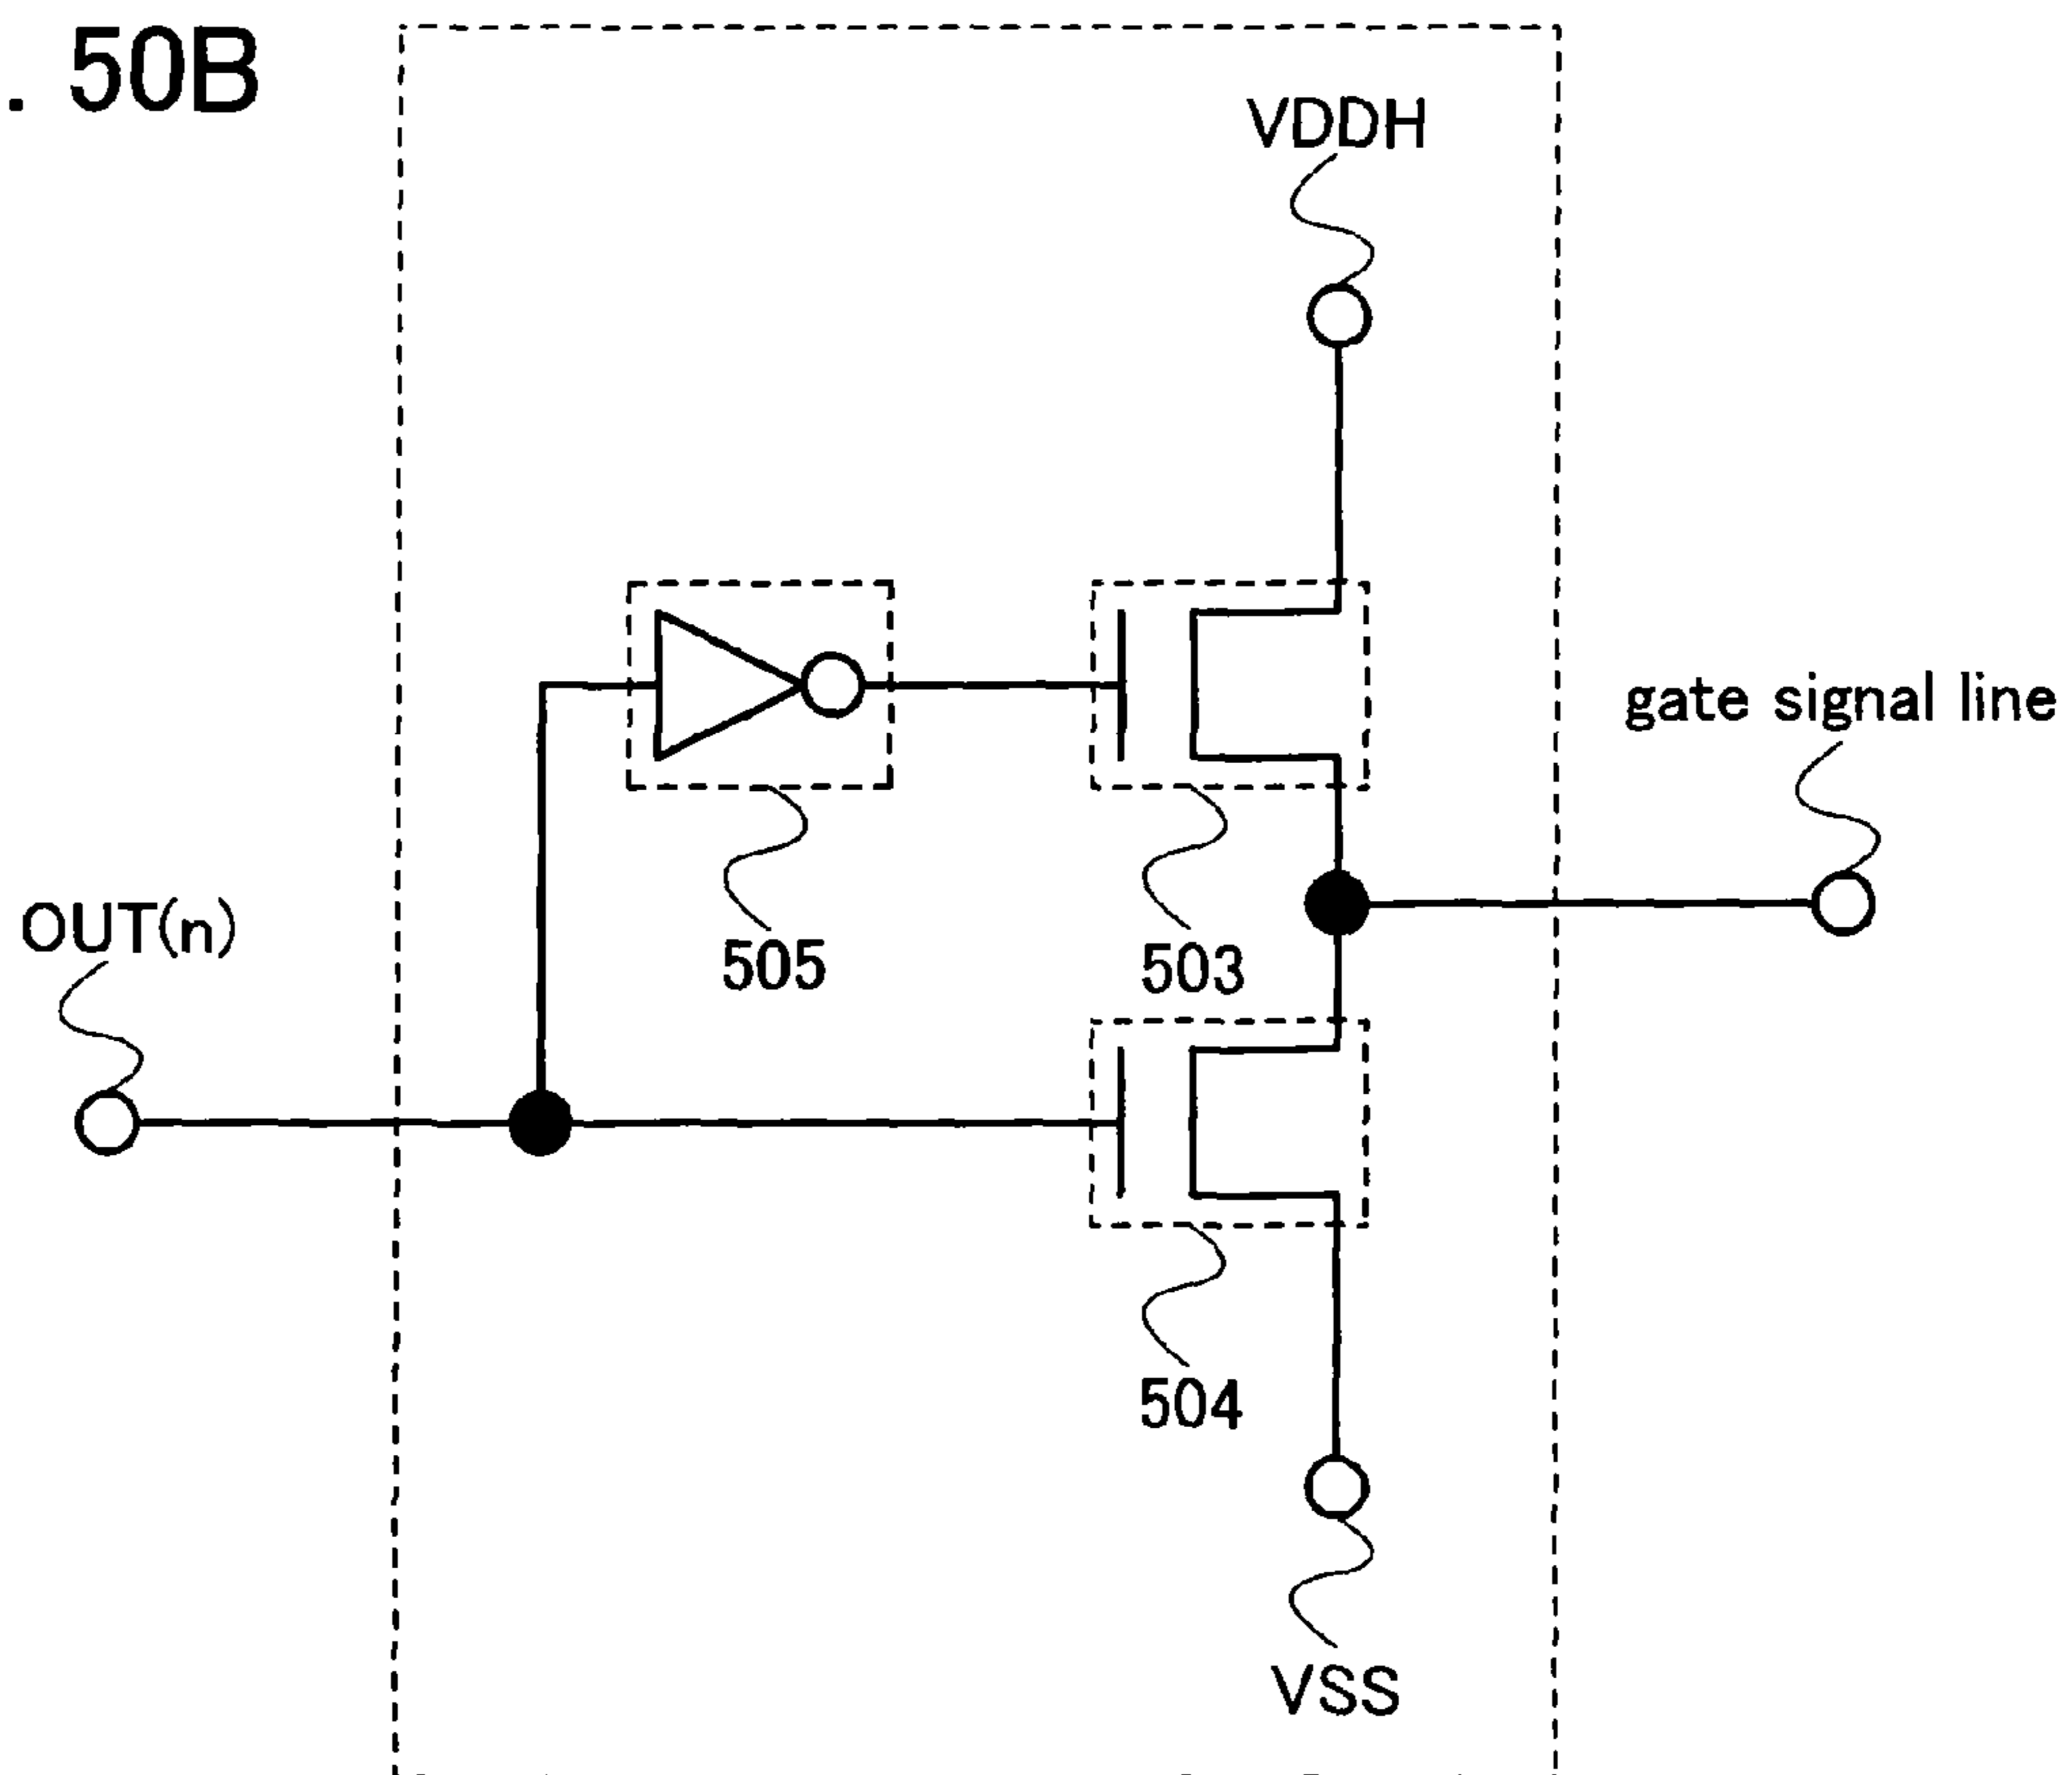 . 50B
VDDH
gate signal line
OUT(n)
505
503
504
VSS